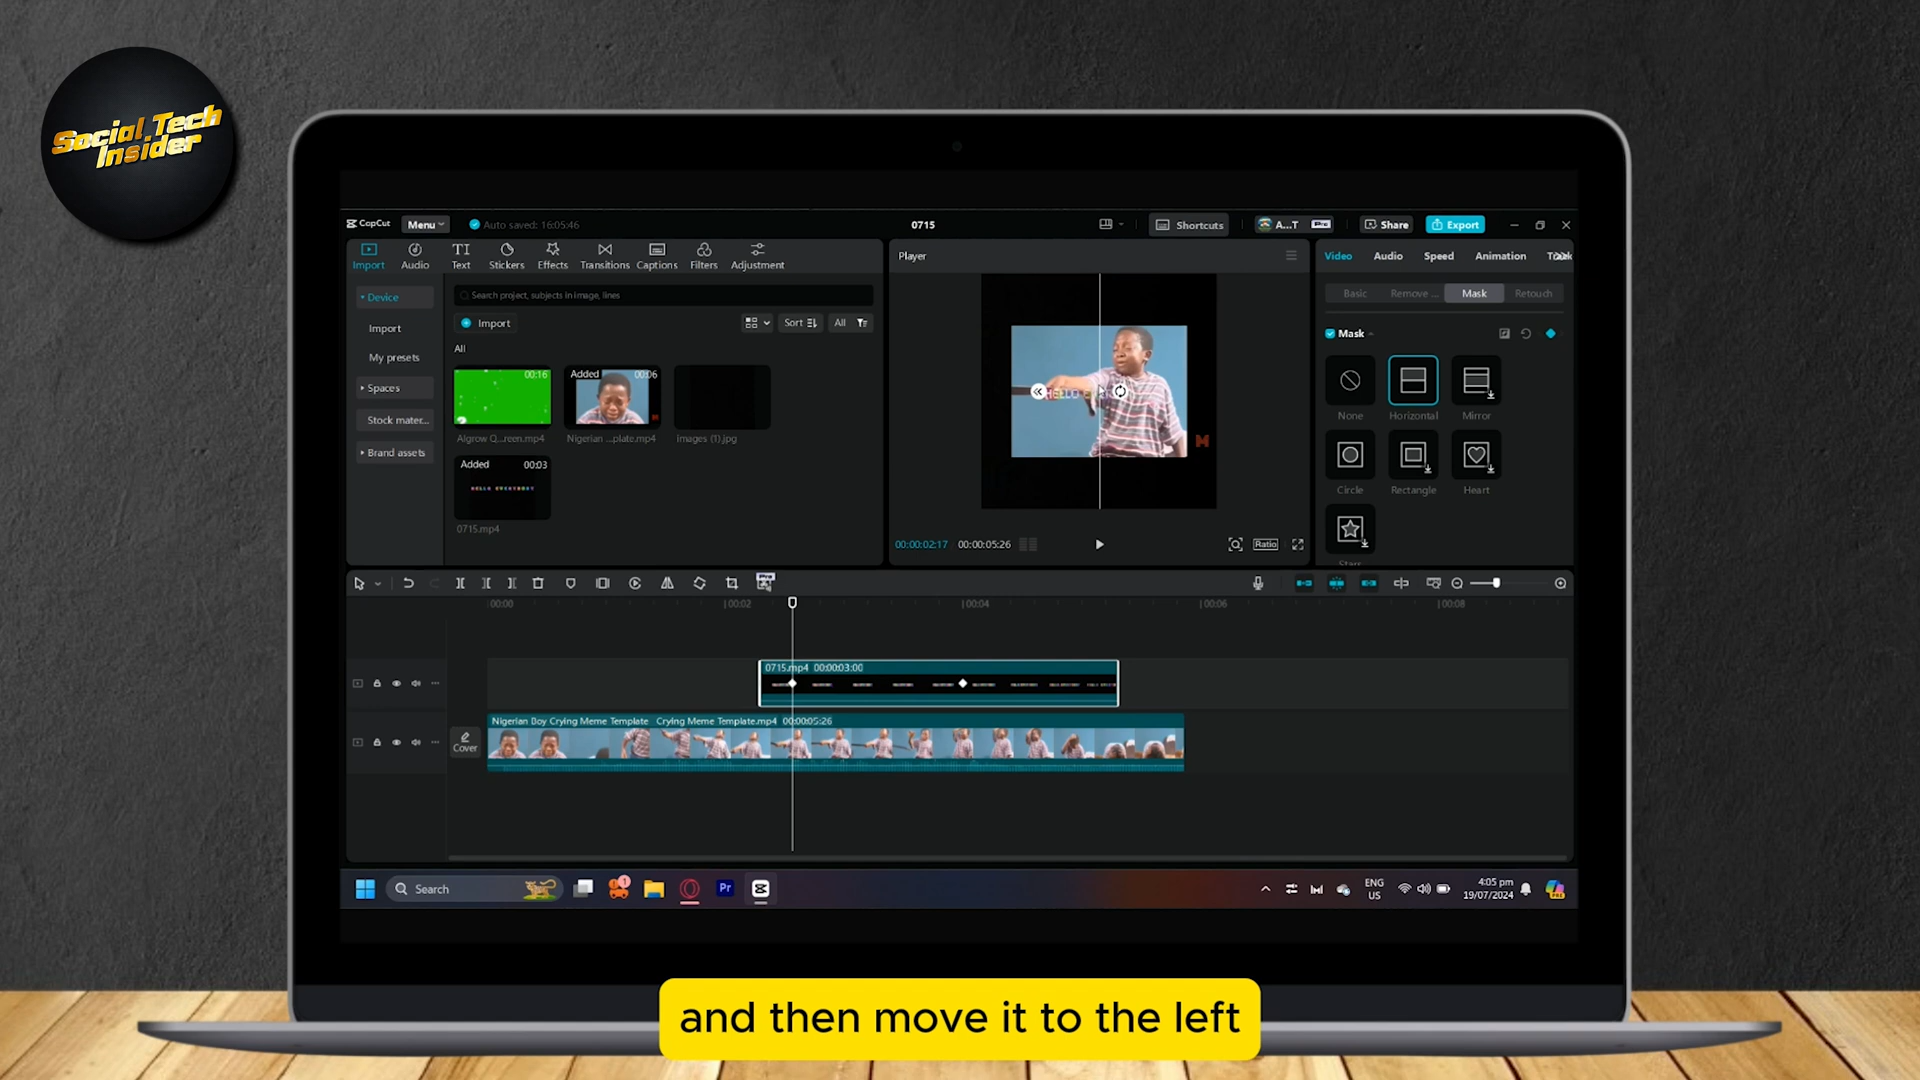 Social Tech
Insider
CapCut
Menu
Auto saved: 16:05:46
0715
Shortcuts
A...T
Pro
Share
Export
Import
Audio
Text
Stickers
Effects
Transitions
Captions
Filters
Adjustment
Player
Video
Audio
Speed
Animation
Device
Import
My presets
Spaces
Stock mater...
Brand assets
Search project, subjects in image, lines
Import
Sort
All
All
00:16
Algrow Q...reen.mp4
Added
00:06
Nigerian ...plate.mp4
images (1).jpg
Added
00:03
HELLO EVERYBODY
0715.mp4
00:00:02:17
00:00:05:26
Ratio
Basic
Remove ...
Mask
Retouch
Mask
None
Horizontal
Mirror
Circle
Rectangle
Heart
Stars
Pro
00:00
00:02
00:04
00:06
00:08
0715.mp4 00:00:03:00
Nigerian Boy Crying Meme Template Crying Meme Template.mp4 00:00:05:26
Cover
Search
1
Pr
ENG
US
4:05 pm
19/07/2024
and then move it to the left